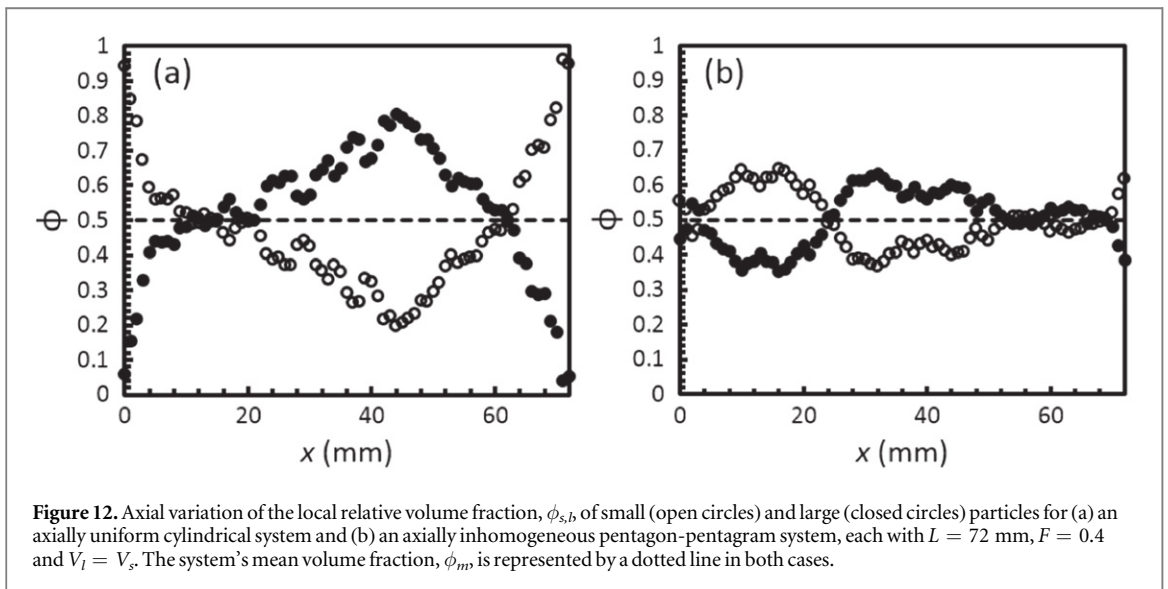 (a)
ϕ
1
0.9
0.8
0.7
0.6
0.5
0.4
0.3
0.2
0.1
0
0 20 40 60
x (mm)
(b)
ϕ
1
0.9
0.8
0.7
0.6
0.5
0.4
0.3
0.2
0.1
0
0 20 40 60
x (mm)
Figure 12. Axial variation of the local relative volume fraction, ϕs,l, of small (open circles) and large (closed circles) particles for (a) an
axially uniform cylindrical system and (b) an axially inhomogeneous pentagon-pentagram system, each with L = 72 mm, F = 0.4
and Vl = Vs. The system's mean volume fraction, ϕm, is represented by a dotted line in both cases.